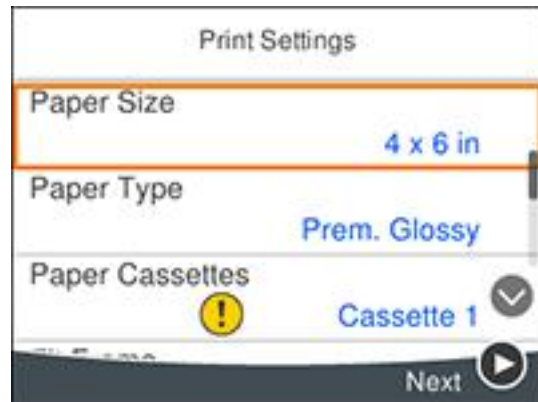 Print Settings
Paper Size
4 x 6 in
Paper Type
Prem. Glossy
Paper Cassettes
! Cassette 1
Next